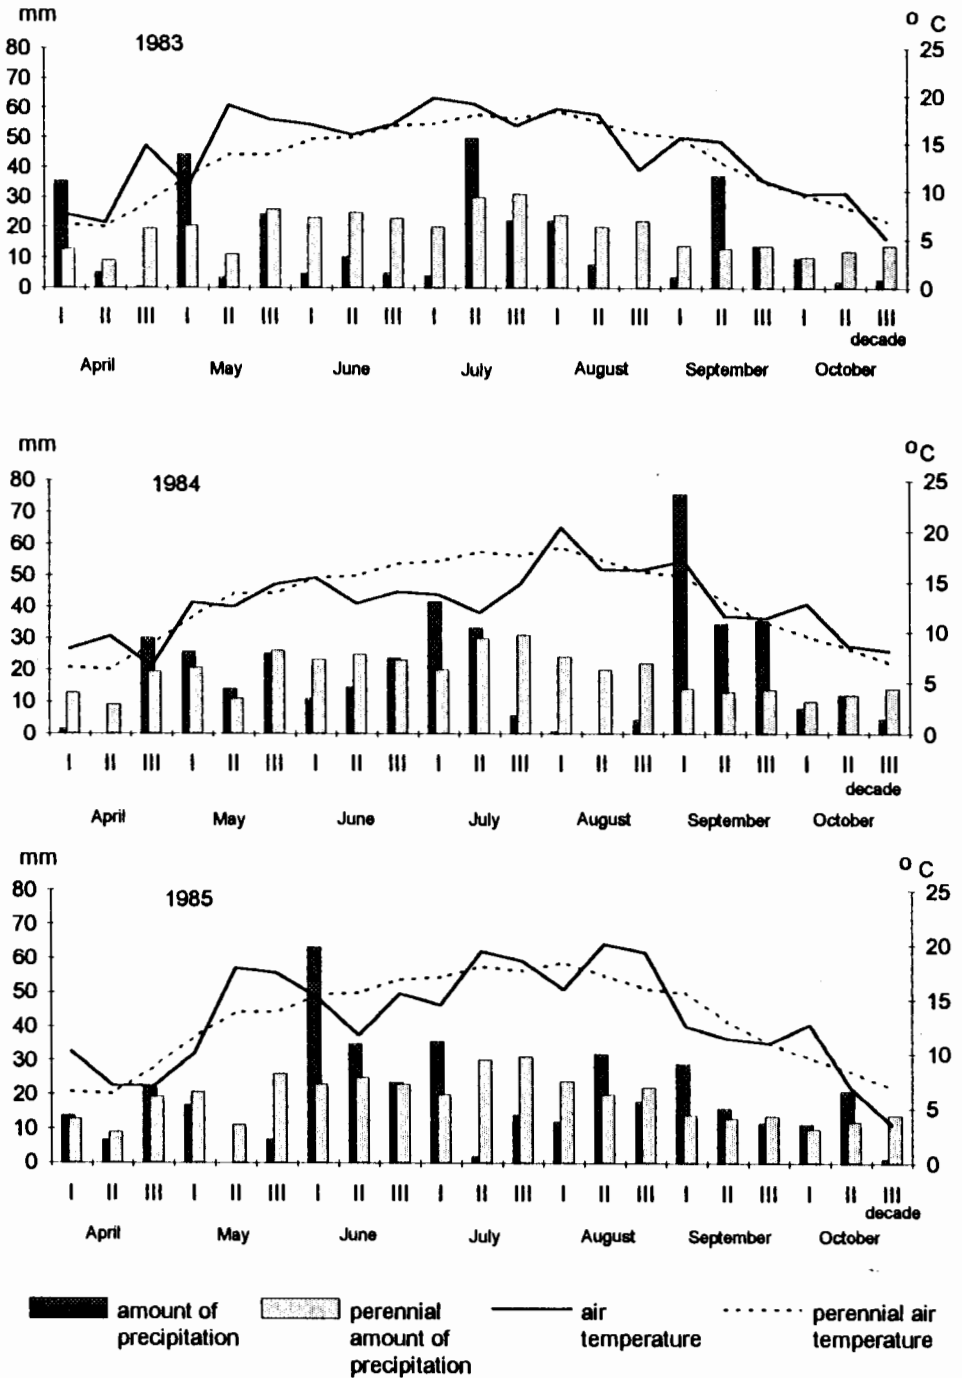 mm
1983
o C
80
25
70
60
20
50
15
40
30
10
20
5
10
0
0
I II III I II III I II III I II III I II III I II III I II III
decade
April May June July August September October
mm
1984
o C
80
25
70
60
20
50
15
40
30
10
20
5
10
0
0
I II III I II III I II III I II III I II III I II III I II III
decade
April May June July August September October
mm
1985
o C
80
25
70
60
20
50
15
40
30
10
20
5
10
0
0
I II III I II III I II III I II III I II III I II III I II III
decade
April May June July August September October
amount of
precipitation
perennial
amount of
precipitation
air
temperature
perennial air
temperature